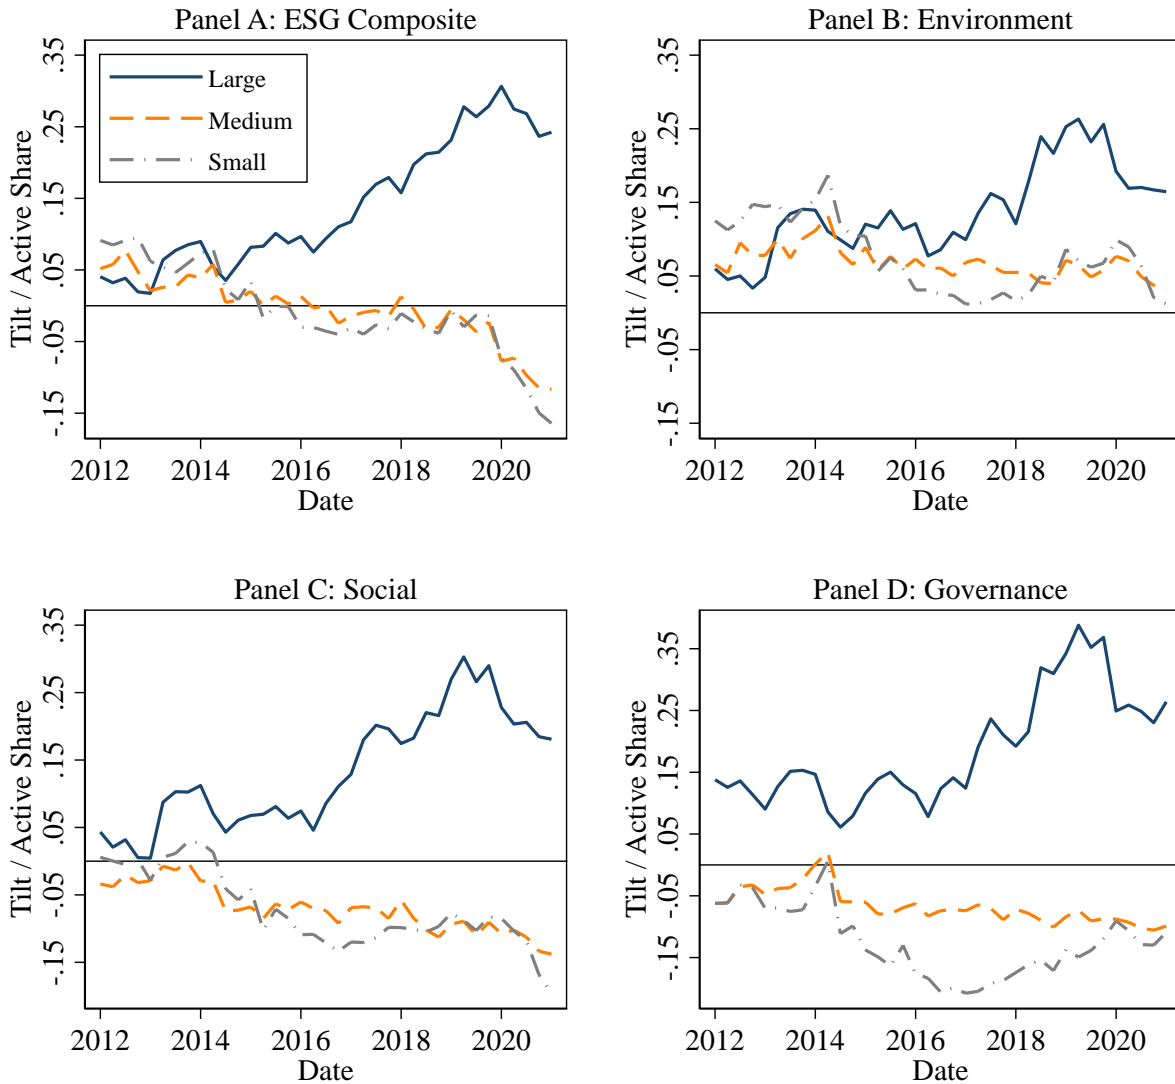 Panel A: ESG Composite
Tilt / Active Share
.35
.25
.15
.05
-.05
-.15
Large
Medium
Small
2012 2014 2016 2018 2020
Date
Panel B: Environment
Tilt / Active Share
.35
.25
.15
.05
-.05
-.15
2012 2014 2016 2018 2020
Date
Panel C: Social
Tilt / Active Share
.35
.25
.15
.05
-.05
-.15
2012 2014 2016 2018 2020
Date
Panel D: Governance
Tilt / Active Share
.35
.25
.15
.05
-.05
-.15
2012 2014 2016 2018 2020
Date